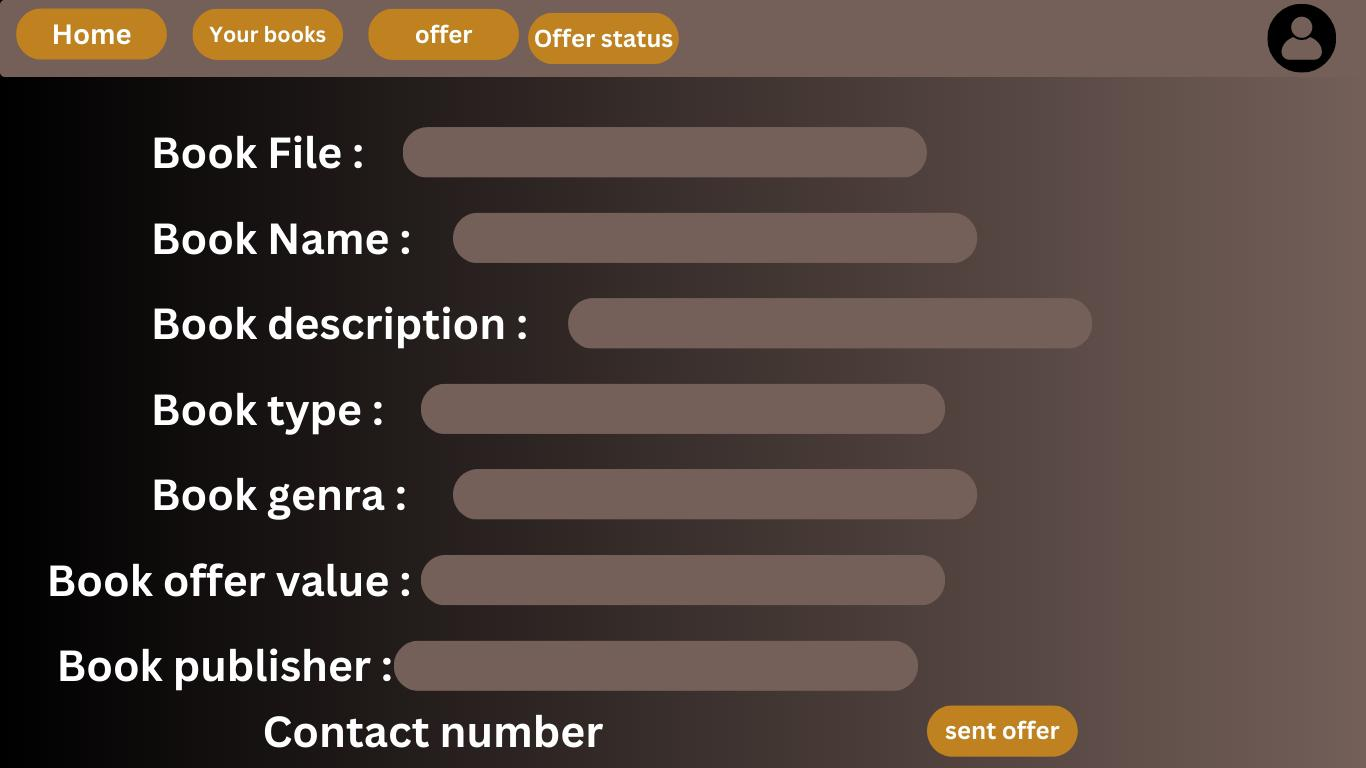 Home
Your books
offer
Offer status
Book File :
Book Name :
Book description :
Book type :
Book genra :
Book offer value :
Book publisher :
Contact number
sent offer